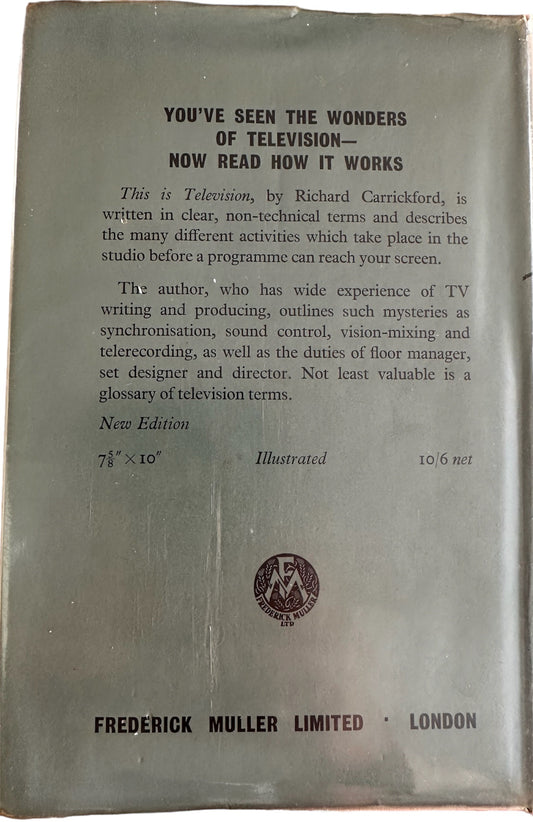 YOU'VE SEEN THE WONDERS
OF TELEVISION—
NOW READ HOW IT WORKS
This is Television, by Richard Carrickford, is
written in clear, non-technical terms and describes
the many different activities which take place in the
studio before a programme can reach your screen.
The author, who has wide experience of TV
writing and producing, outlines such mysteries as
synchronisation, sound control, vision-mixing and
telerecording, as well as the duties of floor manager,
set designer and director. Not least valuable is a
glossary of television terms.
New Edition
7⅝" × 10" Illustrated 10/6 net
FM
FREDERICK MULLER
LTD
FREDERICK MULLER LIMITED · LONDON